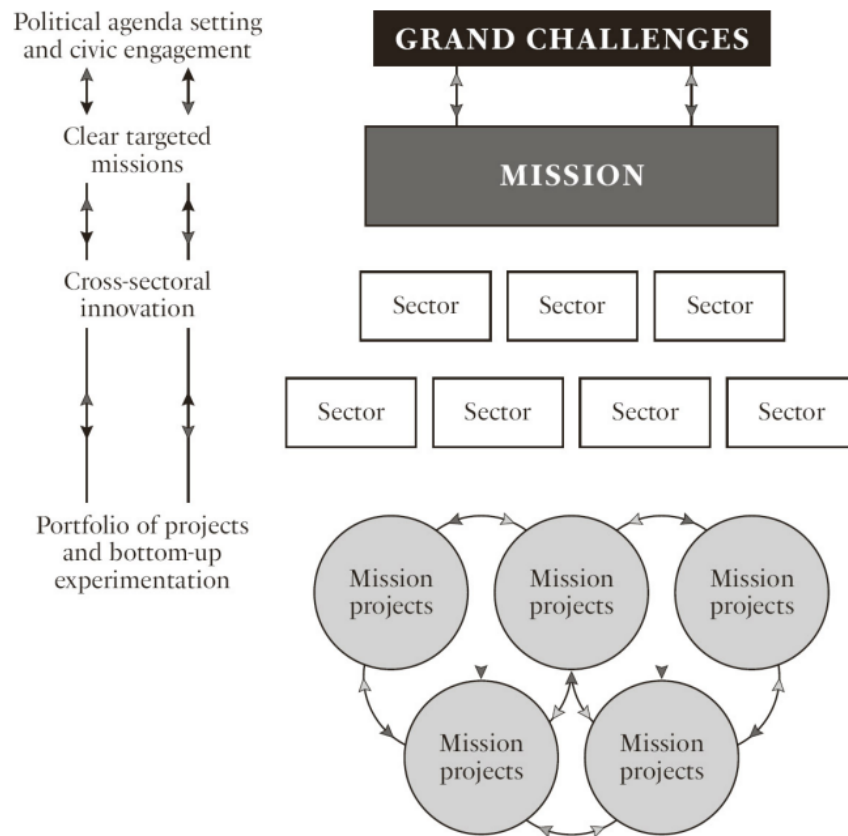 Political agenda setting
and civic engagement
GRAND CHALLENGES
Clear targeted
missions
MISSION
Cross-sectoral
innovation
Sector
Sector
Sector
Sector
Sector
Sector
Sector
Portfolio of projects
and bottom-up
experimentation
Mission
projects
Mission
projects
Mission
projects
Mission
projects
Mission
projects